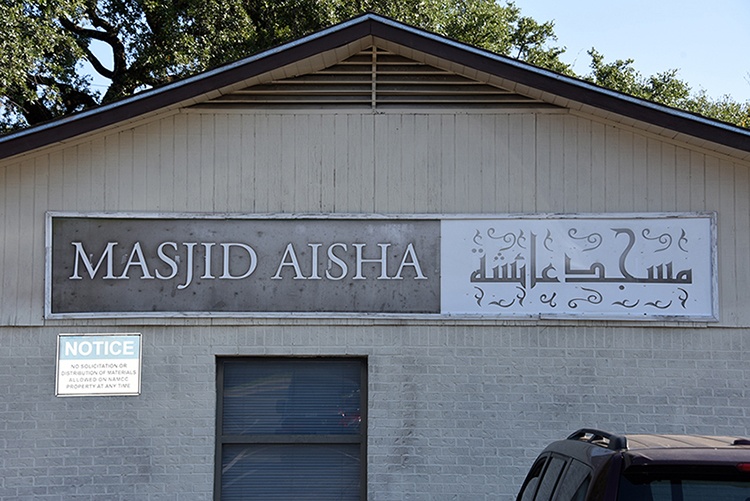 MASJID AISHA
مسجد عائشة
NOTICE
NO SOLICITATION OR
DISTRIBUTION OF MATERIALS
ALLOWED ON NAMCC
PROPERTY AT ANY TIME